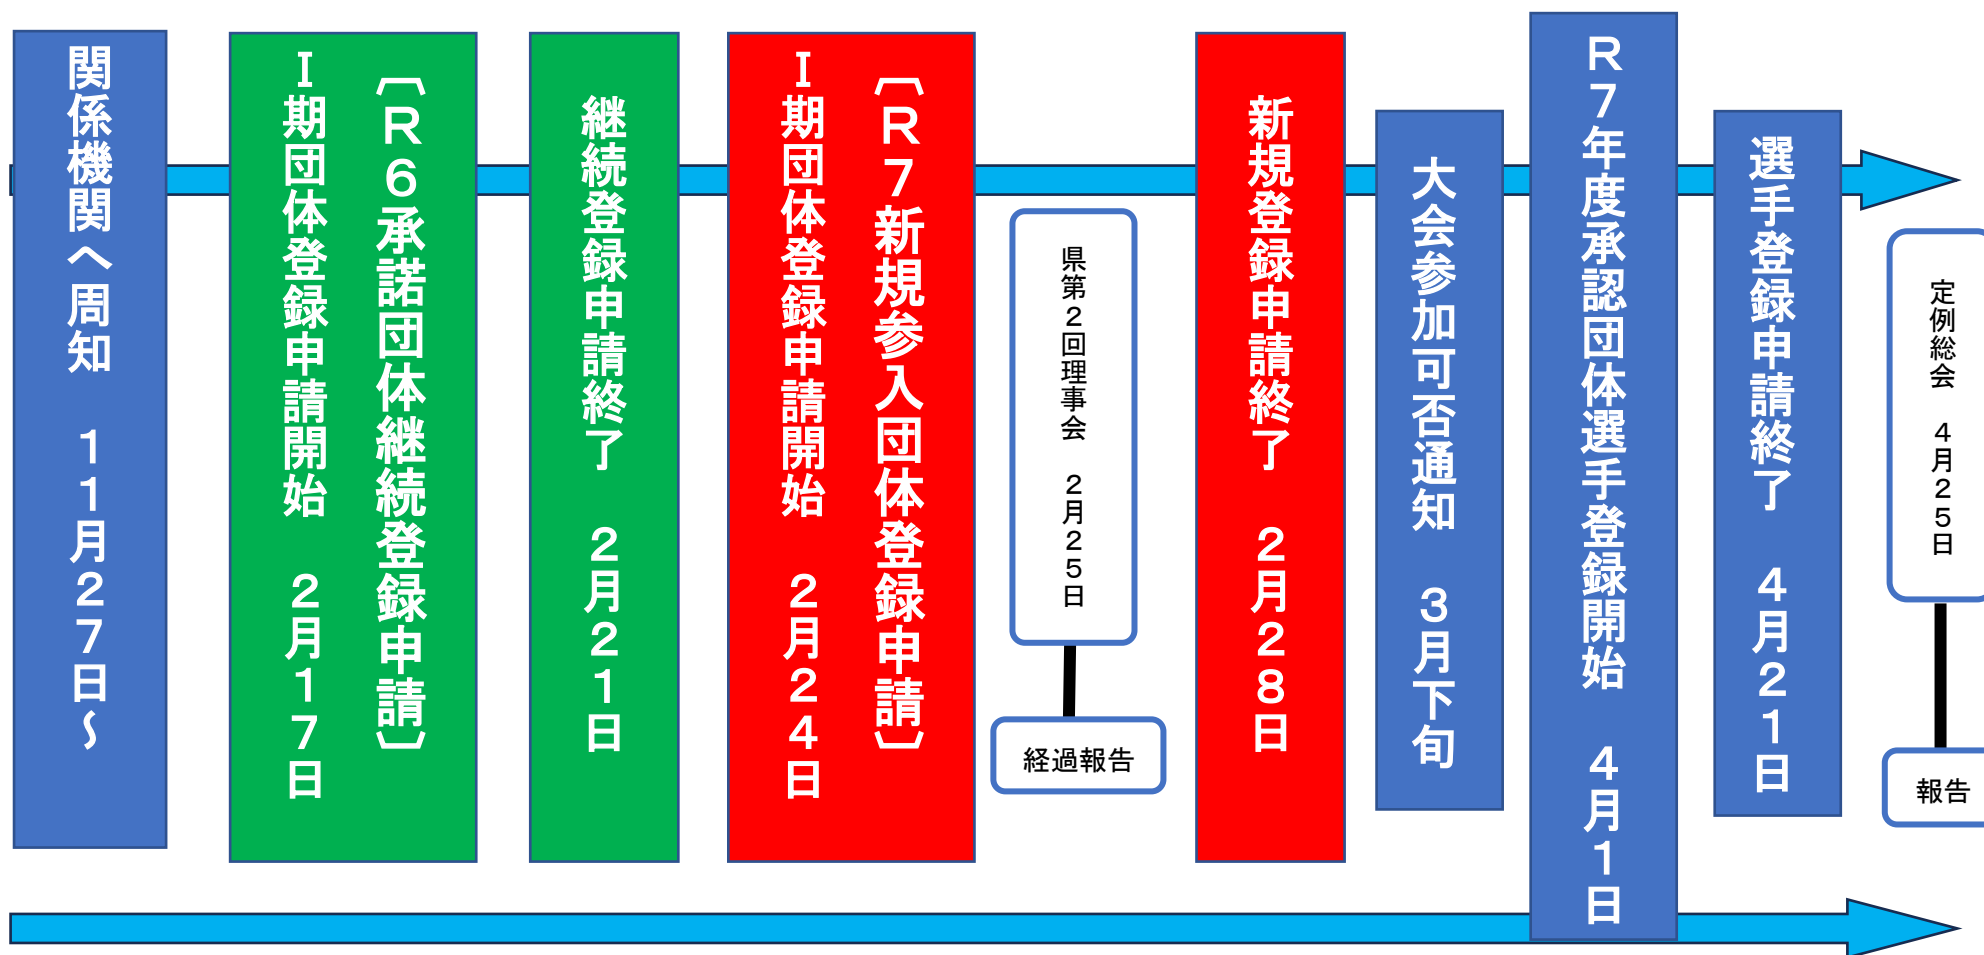 関係機関へ周知　１１月２７日～
〔Ｒ６承諾団体継続登録申請〕
Ⅰ期団体登録申請開始　２月１７日
継続登録申請終了　２月２１日
〔Ｒ７新規参入団体登録申請〕
Ⅰ期団体登録申請開始　２月２４日
県第２回理事会　２月２５日
経過報告
新規登録申請終了　２月２８日
大会参加可否通知　３月下旬
Ｒ７年度承認団体選手登録開始　４月１日
選手登録申請終了　４月２１日
定例総会　４月２５日
報告